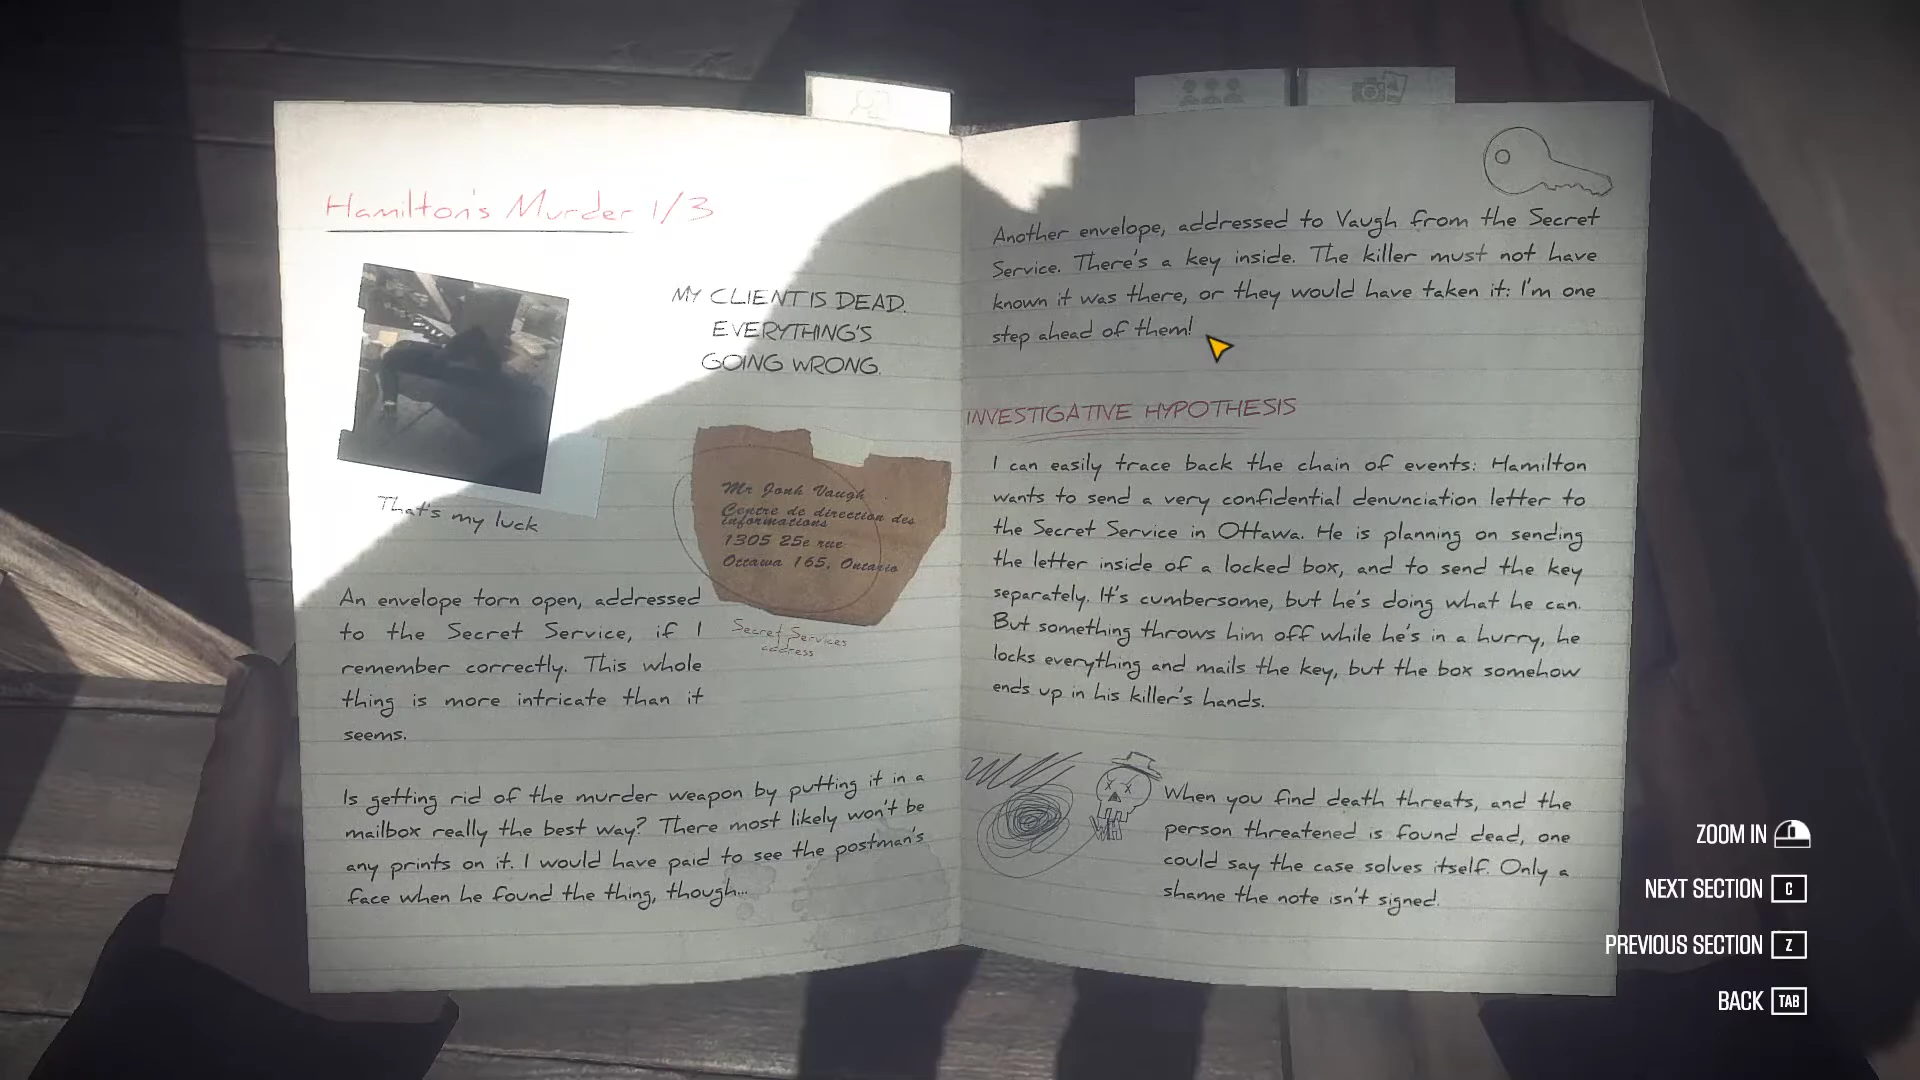 Hamilton's Murder 1/3
MY CLIENT IS DEAD.
EVERYTHING'S
GOING WRONG.
That's my luck
Mr Jonh Vaugh
Centre de direction des
informations
1305 25e rue
Ottawa 165, Ontario
Secret Services
address
An envelope torn open, addressed
to the Secret Service, if I
remember correctly. This whole
thing is more intricate than it
seems.
Is getting rid of the murder weapon by putting it in a
mailbox really the best way? There most likely won't be
any prints on it. I would have paid to see the postman's
face when he found the thing, though...
Another envelope, addressed to Vaugh from the Secret
Service. There's a key inside. The killer must not have
known it was there, or they would have taken it: I'm one
step ahead of them!
INVESTIGATIVE HYPOTHESIS
I can easily trace back the chain of events: Hamilton
wants to send a very confidential denunciation letter to
the Secret Service in Ottawa. He is planning on sending
the letter inside of a locked box, and to send the key
separately. It's cumbersome, but he's doing what he can.
But something throws him off while he's in a hurry, he
locks everything and mails the key, but the box somehow
ends up in his killer's hands.
When you find death threats, and the
person threatened is found dead, one
could say the case solves itself. Only a
shame the note isn't signed.
ZOOM IN
NEXT SECTION C
PREVIOUS SECTION Z
BACK TAB